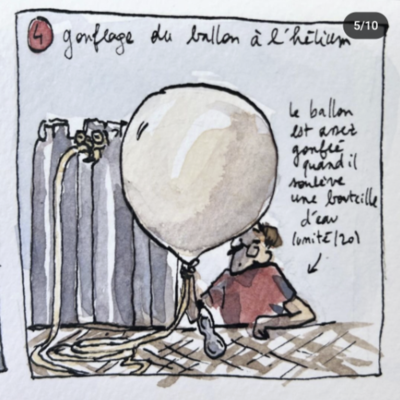 5/10
4 gonflage du ballon à l'hélium
le ballon
est assez
gonflé
quand il
soulève
une bouteille
d'eau
(unité/20)